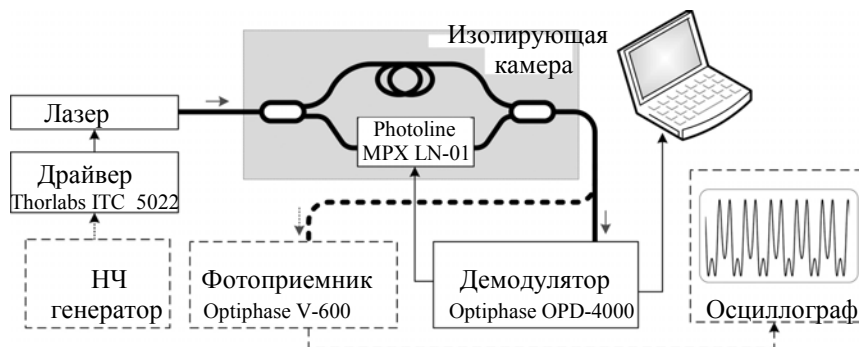 Изолирующая
камера
Лазер
Photoline
MPX LN-01
Драйвер
Thorlabs ITC 5022
НЧ
генератор
Фотоприемник
Optiphase V-600
Демодулятор
Optiphase OPD-4000
Осциллограф